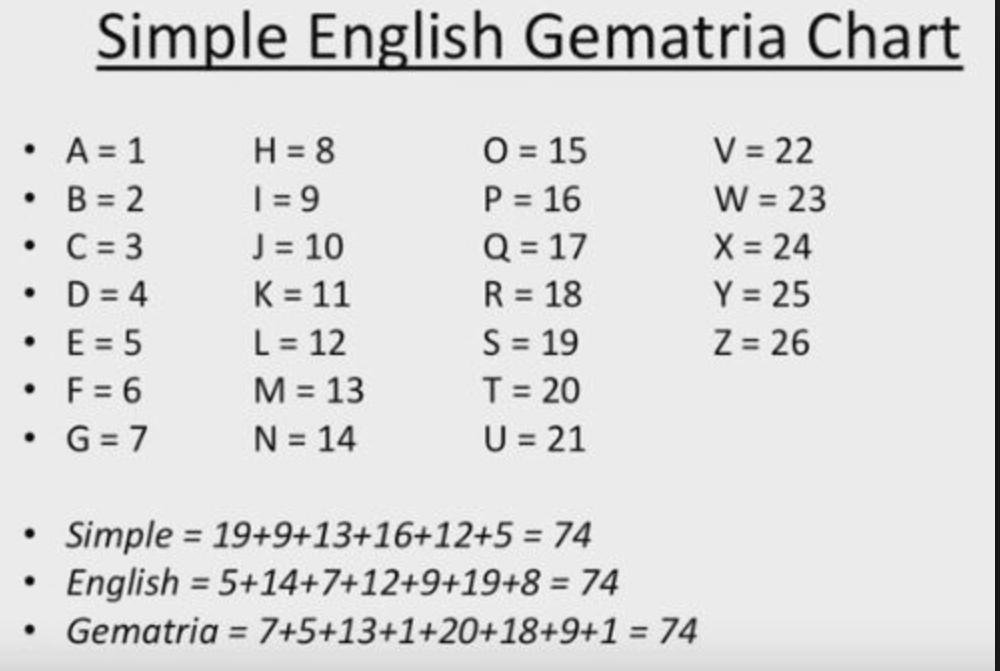 Simple English Gematria Chart
• A = 1 H = 8 O = 15 V = 22
• B = 2 I = 9 P = 16 W = 23
• C = 3 J = 10 Q = 17 X = 24
• D = 4 K = 11 R = 18 Y = 25
• E = 5 L = 12 S = 19 Z = 26
• F = 6 M = 13 T = 20
• G = 7 N = 14 U = 21
• Simple = 19+9+13+16+12+5 = 74
• English = 5+14+7+12+9+19+8 = 74
• Gematria = 7+5+13+1+20+18+9+1 = 74